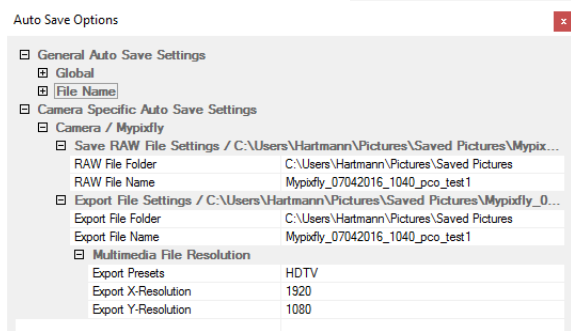 Auto Save Options
General Auto Save Settings
Global
File Name
Camera Specific Auto Save Settings
Camera / Mypixfly
Save RAW File Settings / C:\Users\Hartmann\Pictures\Saved Pictures\Mypix...
RAW File Folder C:\Users\Hartmann\Pictures\Saved Pictures
RAW File Name Mypixfly_07042016_1040_pco_test1
Export File Settings / C:\Users\Hartmann\Pictures\Saved Pictures\Mypixfly_0...
Export File Folder C:\Users\Hartmann\Pictures\Saved Pictures
Export File Name Mypixfly_07042016_1040_pco_test1
Multimedia File Resolution
Export Presets HDTV
Export X-Resolution 1920
Export Y-Resolution 1080